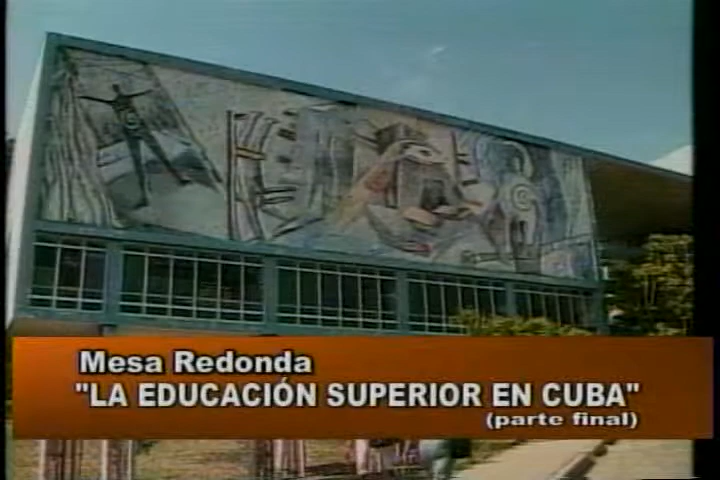 Mesa Redonda
"LA EDUCACIÓN SUPERIOR EN CUBA"
(parte final)